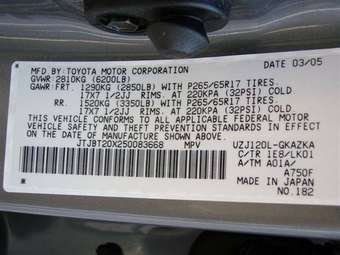 MFD. BY: TOYOTA MOTOR CORPORATION DATE 03/05
GVWR 2810KG (6200LB)
GAWR: FRT. 1290KG (2850LB) WITH P265/65R17 TIRES.
17X7 1/2JJ RIMS. AT 220KPA (32PSI) COLD
RR. 1520KG (3350LB) WITH P265/65R17 TIRES.
17X7 1/2JJ RIMS. AT 220KPA (32PSI) COLD
THIS VEHICLE CONFORMS TO ALL APPLICABLE FEDERAL MOTOR
VEHICLE SAFETY STANDARDS IN EFFECT ON THE DATE OF
MANUFACTURE SHOWN ABOVE.
JTJBT20X250083668 MPV
UZJ120L-GKAZKA
C/TR 1E8/LK01
A/TM A01A/
A750F
MADE IN JAPAN
NO.182